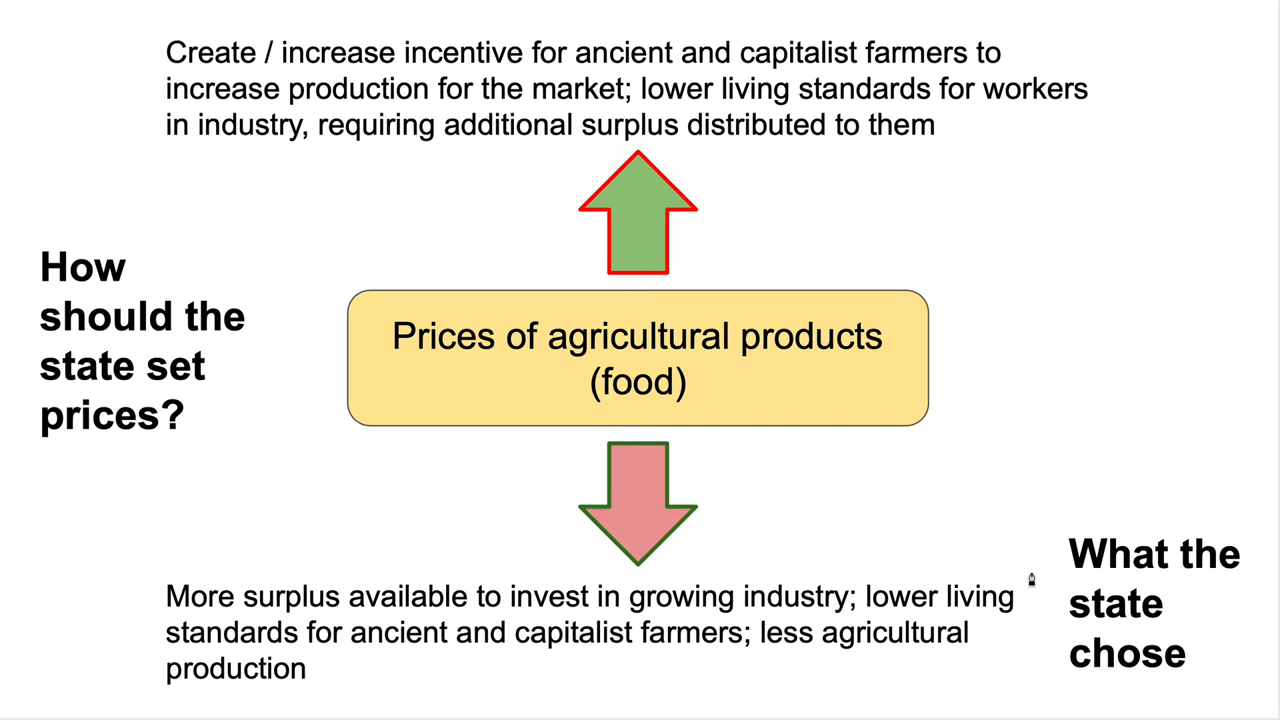 Create / increase incentive for ancient and capitalist farmers to
increase production for the market; lower living standards for workers
in industry, requiring additional surplus distributed to them
How
should the
state set
prices?
Prices of agricultural products
(food)
More surplus available to invest in growing industry; lower living
standards for ancient and capitalist farmers; less agricultural
production
What the
state
chose